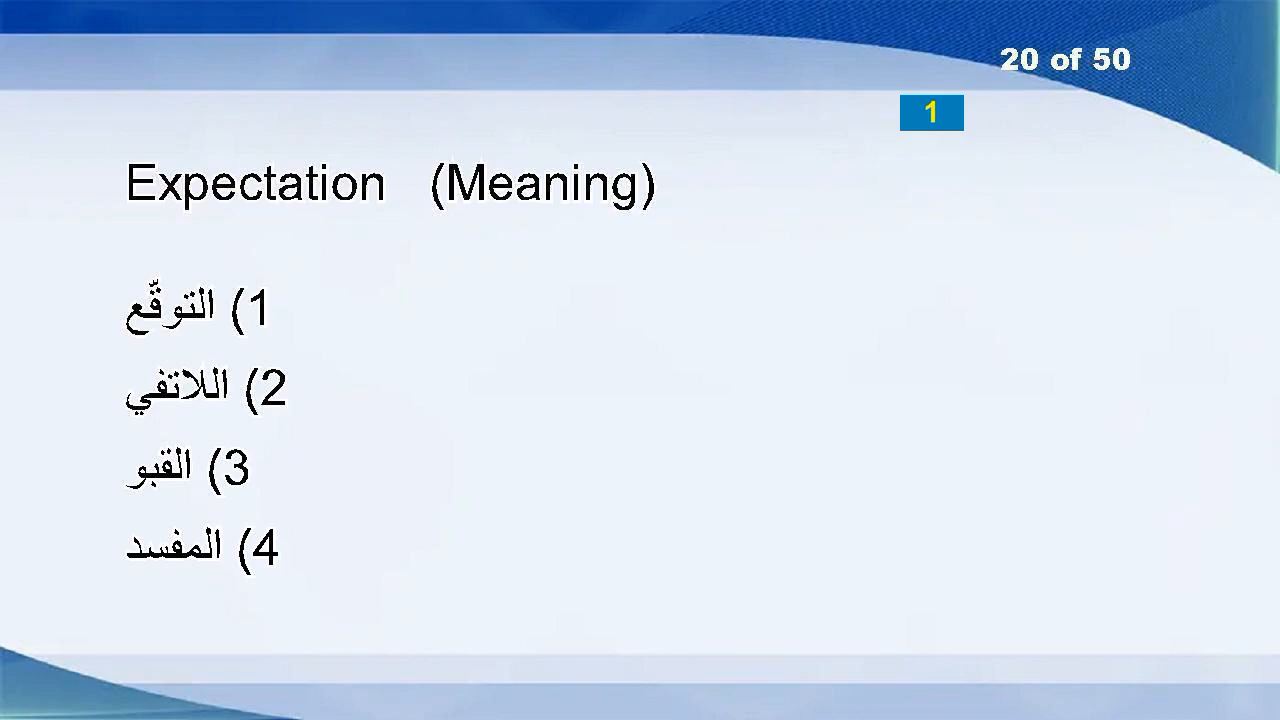 20 of 50
1
Expectation (Meaning)
1) التوقّع
2) اللاتفي
3) القبو
4) المفسد